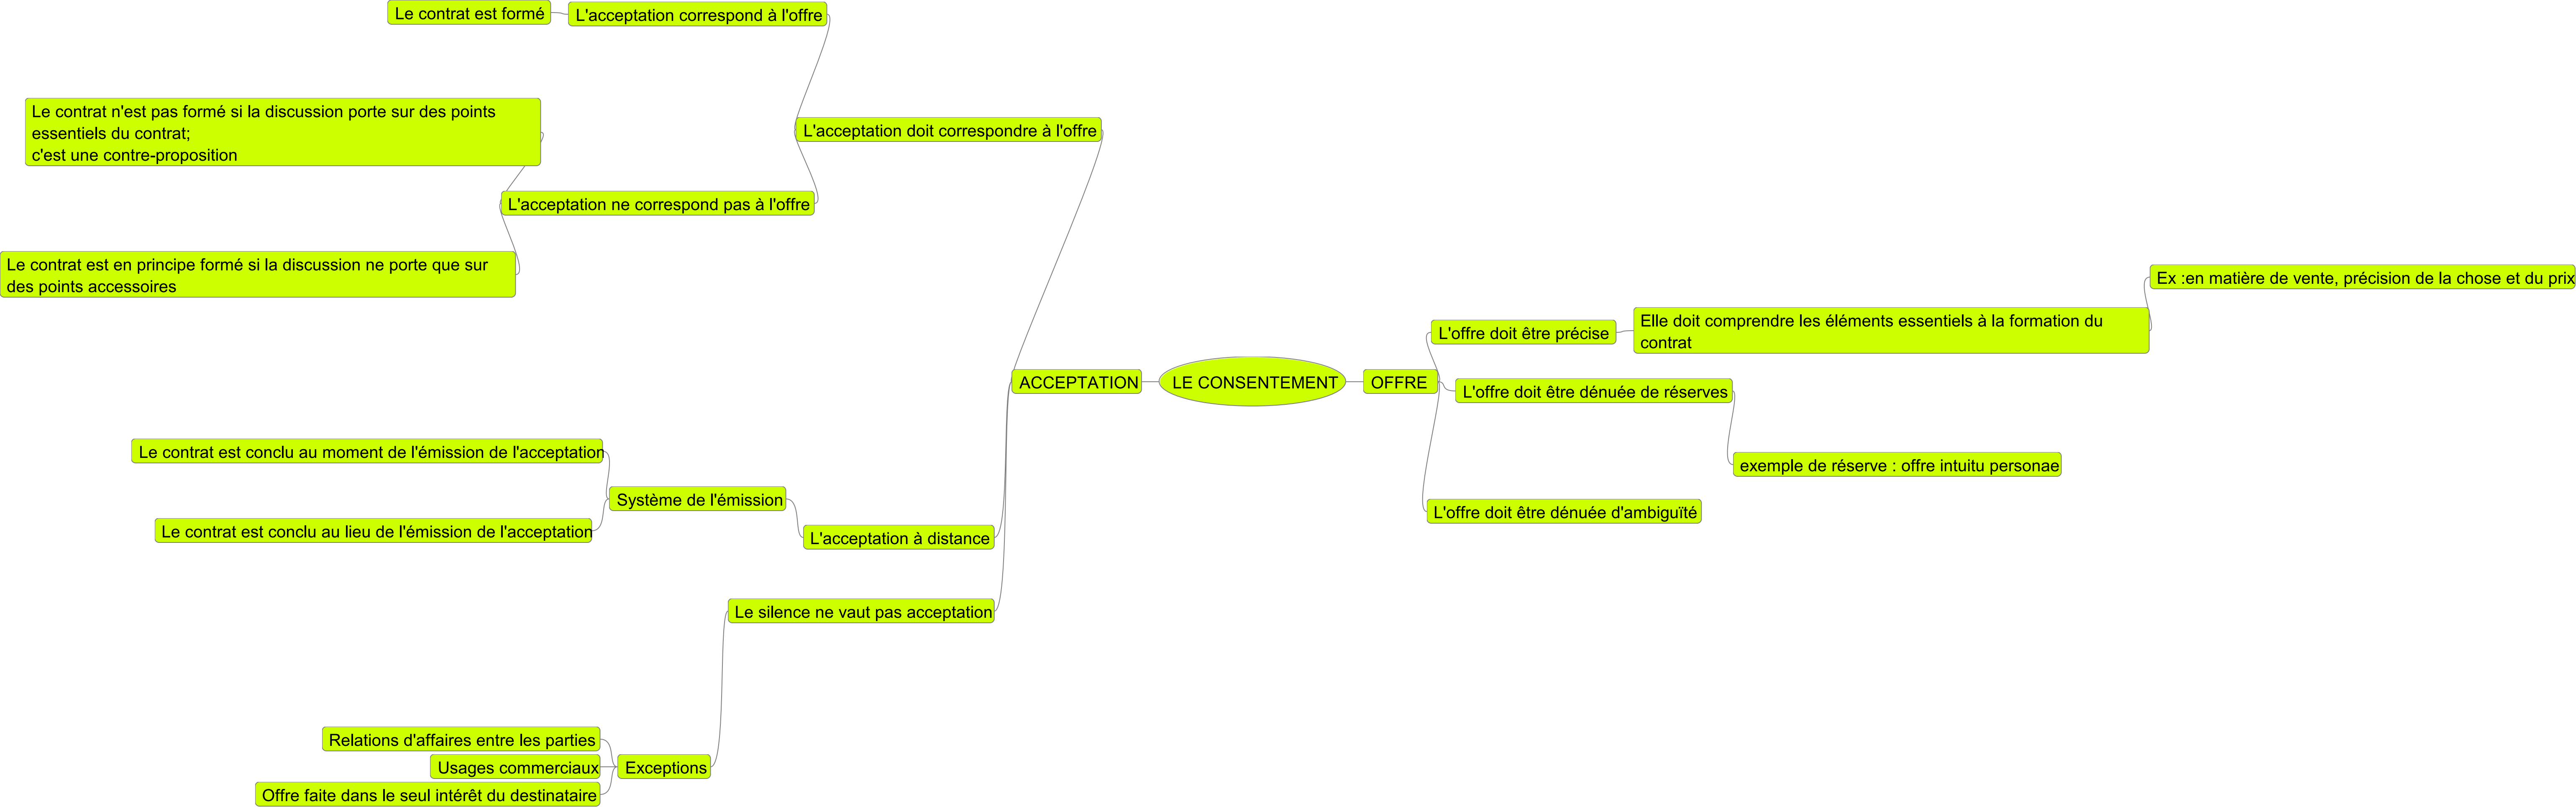 Le contrat est formé
L'acceptation correspond à l'offre
Le contrat n'est pas formé si la discussion porte sur des points
essentiels du contrat;
c'est une contre-proposition
L'acceptation doit correspondre à l'offre
L'acceptation ne correspond pas à l'offre
Le contrat est en principe formé si la discussion ne porte que sur
des points accessoires
Ex :en matière de vente, précision de la chose et du prix
L'offre doit être précise
Elle doit comprendre les éléments essentiels à la formation du
contrat
ACCEPTATION
LE CONSENTEMENT
OFFRE
L'offre doit être dénuée de réserves
Le contrat est conclu au moment de l'émission de l'acceptation
exemple de réserve : offre intuitu personae
Système de l'émission
L'offre doit être dénuée d'ambiguïté
Le contrat est conclu au lieu de l'émission de l'acceptation
L'acceptation à distance
Le silence ne vaut pas acceptation
Relations d'affaires entre les parties
Usages commerciaux
Exceptions
Offre faite dans le seul intérêt du destinataire